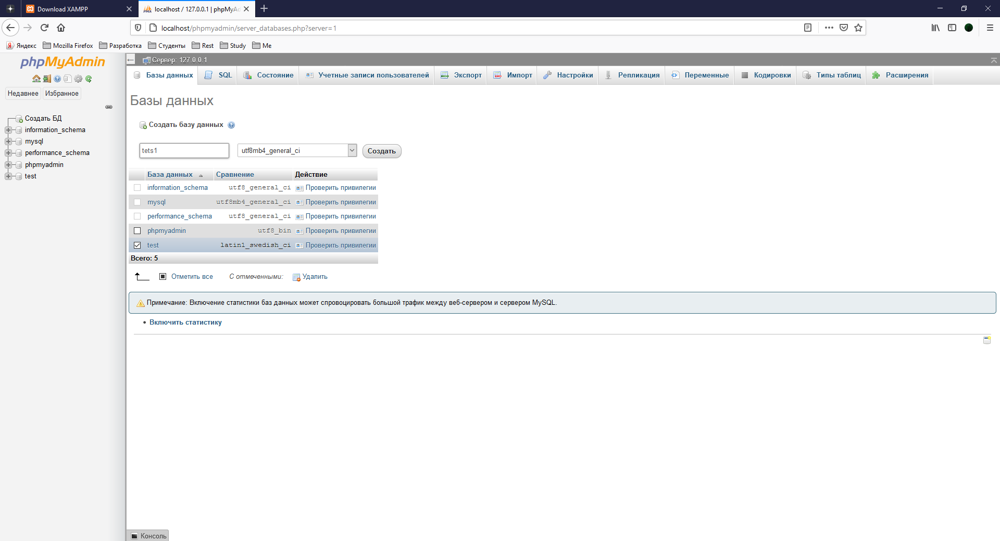 Download XAMPP
localhost / 127.0.0.1 | phpMyAd
localhost/phpmyadmin/server_databases.php?server=1
Яндекс Mozilla Firefox Разработка Студенты Rest Study Me
phpMyAdmin
Недавнее Избранное
Создать БД
information_schema
mysql
performance_schema
phpmyadmin
test
Сервер: 127.0.0.1
Базы данных SQL Состояние Учетные записи пользователей Экспорт Импорт Настройки Репликация Переменные Кодировки Типы таблиц Расширения
Базы данных
Создать базу данных
tets1 utf8mb4_general_ci Создать
База данных Сравнение Действие
information_schema utf8_general_ci Проверить привилегии
mysql utf8mb4_general_ci Проверить привилегии
performance_schema utf8_general_ci Проверить привилегии
phpmyadmin utf8_bin Проверить привилегии
test latin1_swedish_ci Проверить привилегии
Всего: 5
Отметить все С отмеченными: Удалить
Примечание: Включение статистики баз данных может спровоцировать большой трафик между веб-сервером и сервером MySQL.
• Включить статистику
Консоль